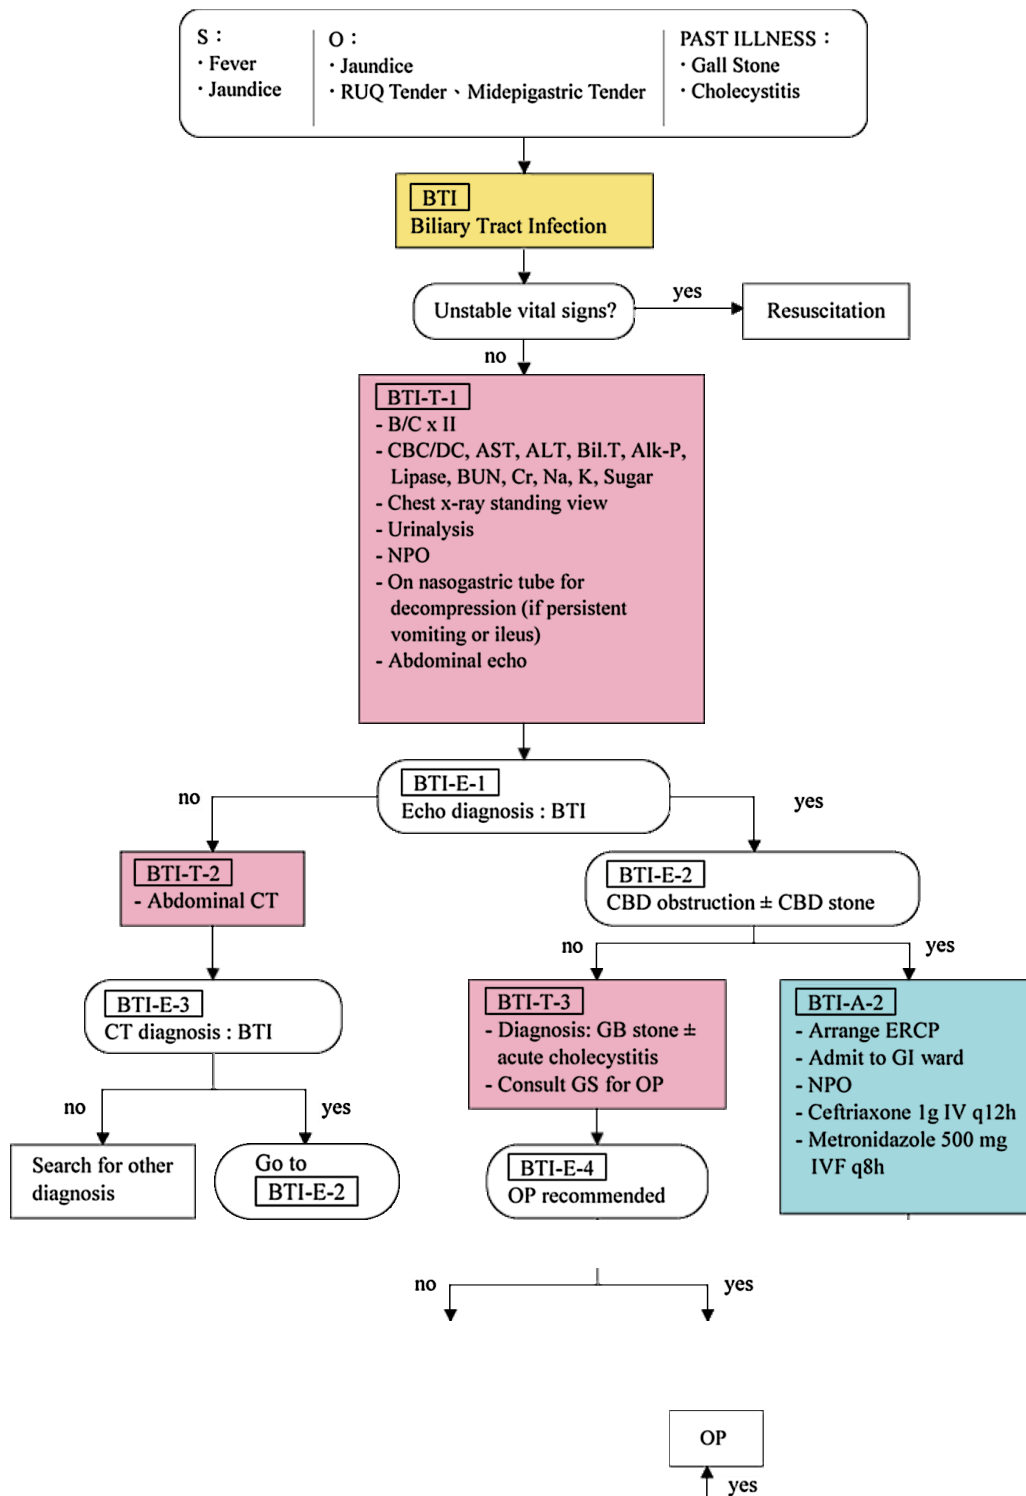 S：
· Fever
· Jaundice
O：
· Jaundice
· RUQ Tender、Midepigastric Tender
PAST ILLNESS：
· Gall Stone
· Cholecystitis
BTI
Biliary Tract Infection
Unstable vital signs?
yes
Resuscitation
no
BTI-T-1
- B/C x II
- CBC/DC, AST, ALT, Bil.T, Alk-P,
Lipase, BUN, Cr, Na, K, Sugar
- Chest x-ray standing view
- Urinalysis
- NPO
- On nasogastric tube for
decompression (if persistent
vomiting or ileus)
- Abdominal echo
BTI-E-1
Echo diagnosis : BTI
no
yes
BTI-T-2
- Abdominal CT
BTI-E-2
CBD obstruction ± CBD stone
no
yes
BTI-E-3
CT diagnosis : BTI
BTI-T-3
- Diagnosis: GB stone ±
acute cholecystitis
- Consult GS for OP
BTI-A-2
- Arrange ERCP
- Admit to GI ward
- NPO
- Ceftriaxone 1g IV q12h
- Metronidazole 500 mg
IVF q8h
no
yes
Search for other
diagnosis
Go to
BTI-E-2
BTI-E-4
OP recommended
no
yes
OP
yes